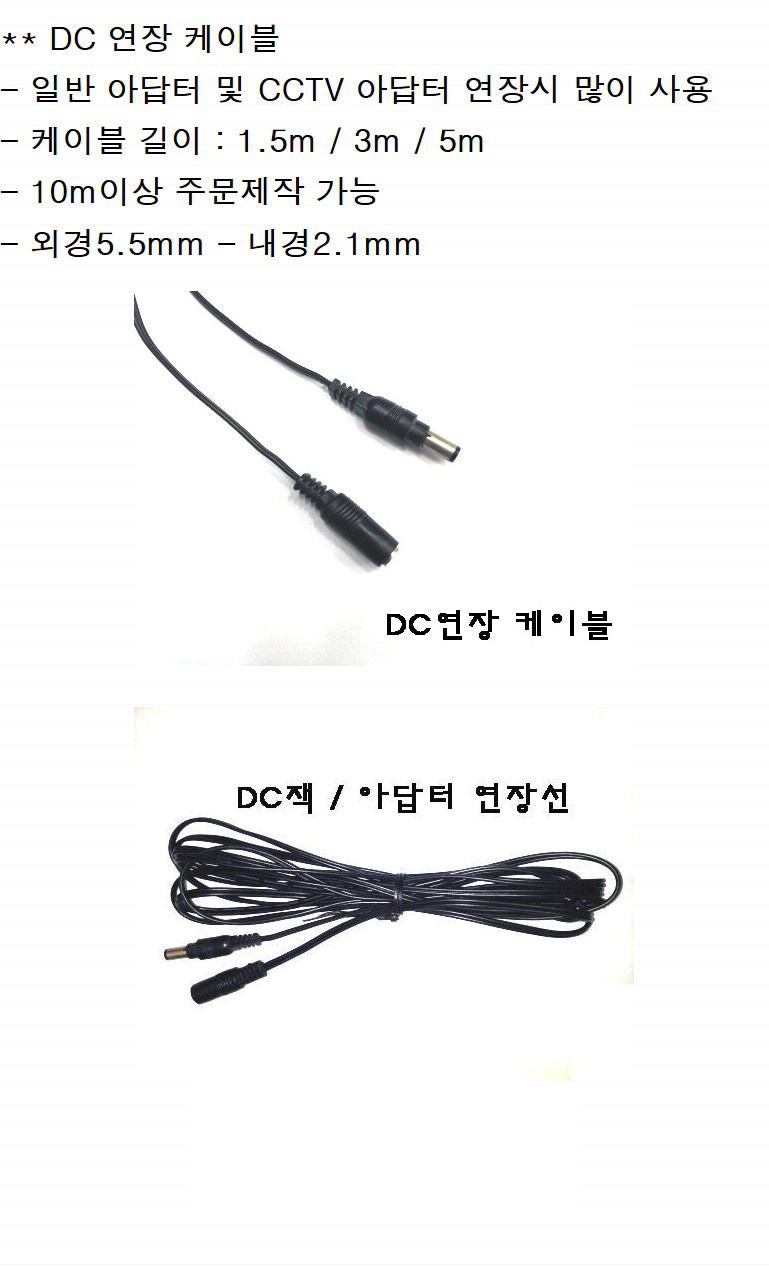 ** DC 연장 케이블
- 일반 아답터 및 CCTV 아답터 연장시 많이 사용
- 케이블 길이 : 1.5m / 3m / 5m
- 10m이상 주문제작 가능
- 외경5.5mm - 내경2.1mm
DC연장 케이블
DC잭 / 아답터 연장선